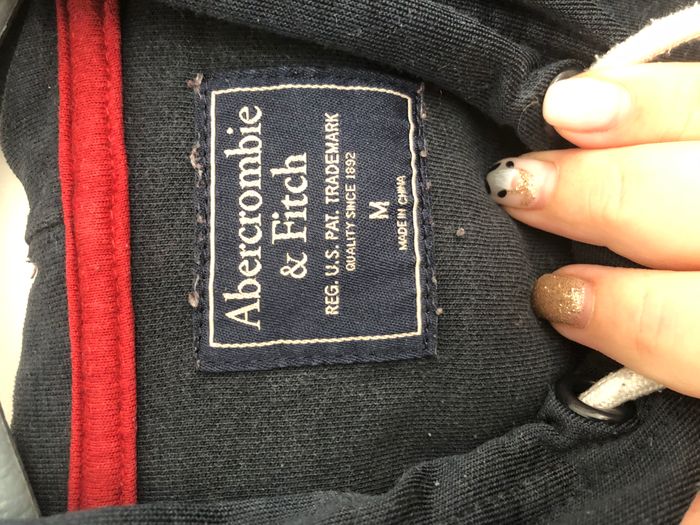 Abercrombie
& Fitch
REG. U.S. PAT. TRADEMARK
QUALITY SINCE 1892
M
MADE IN CHINA